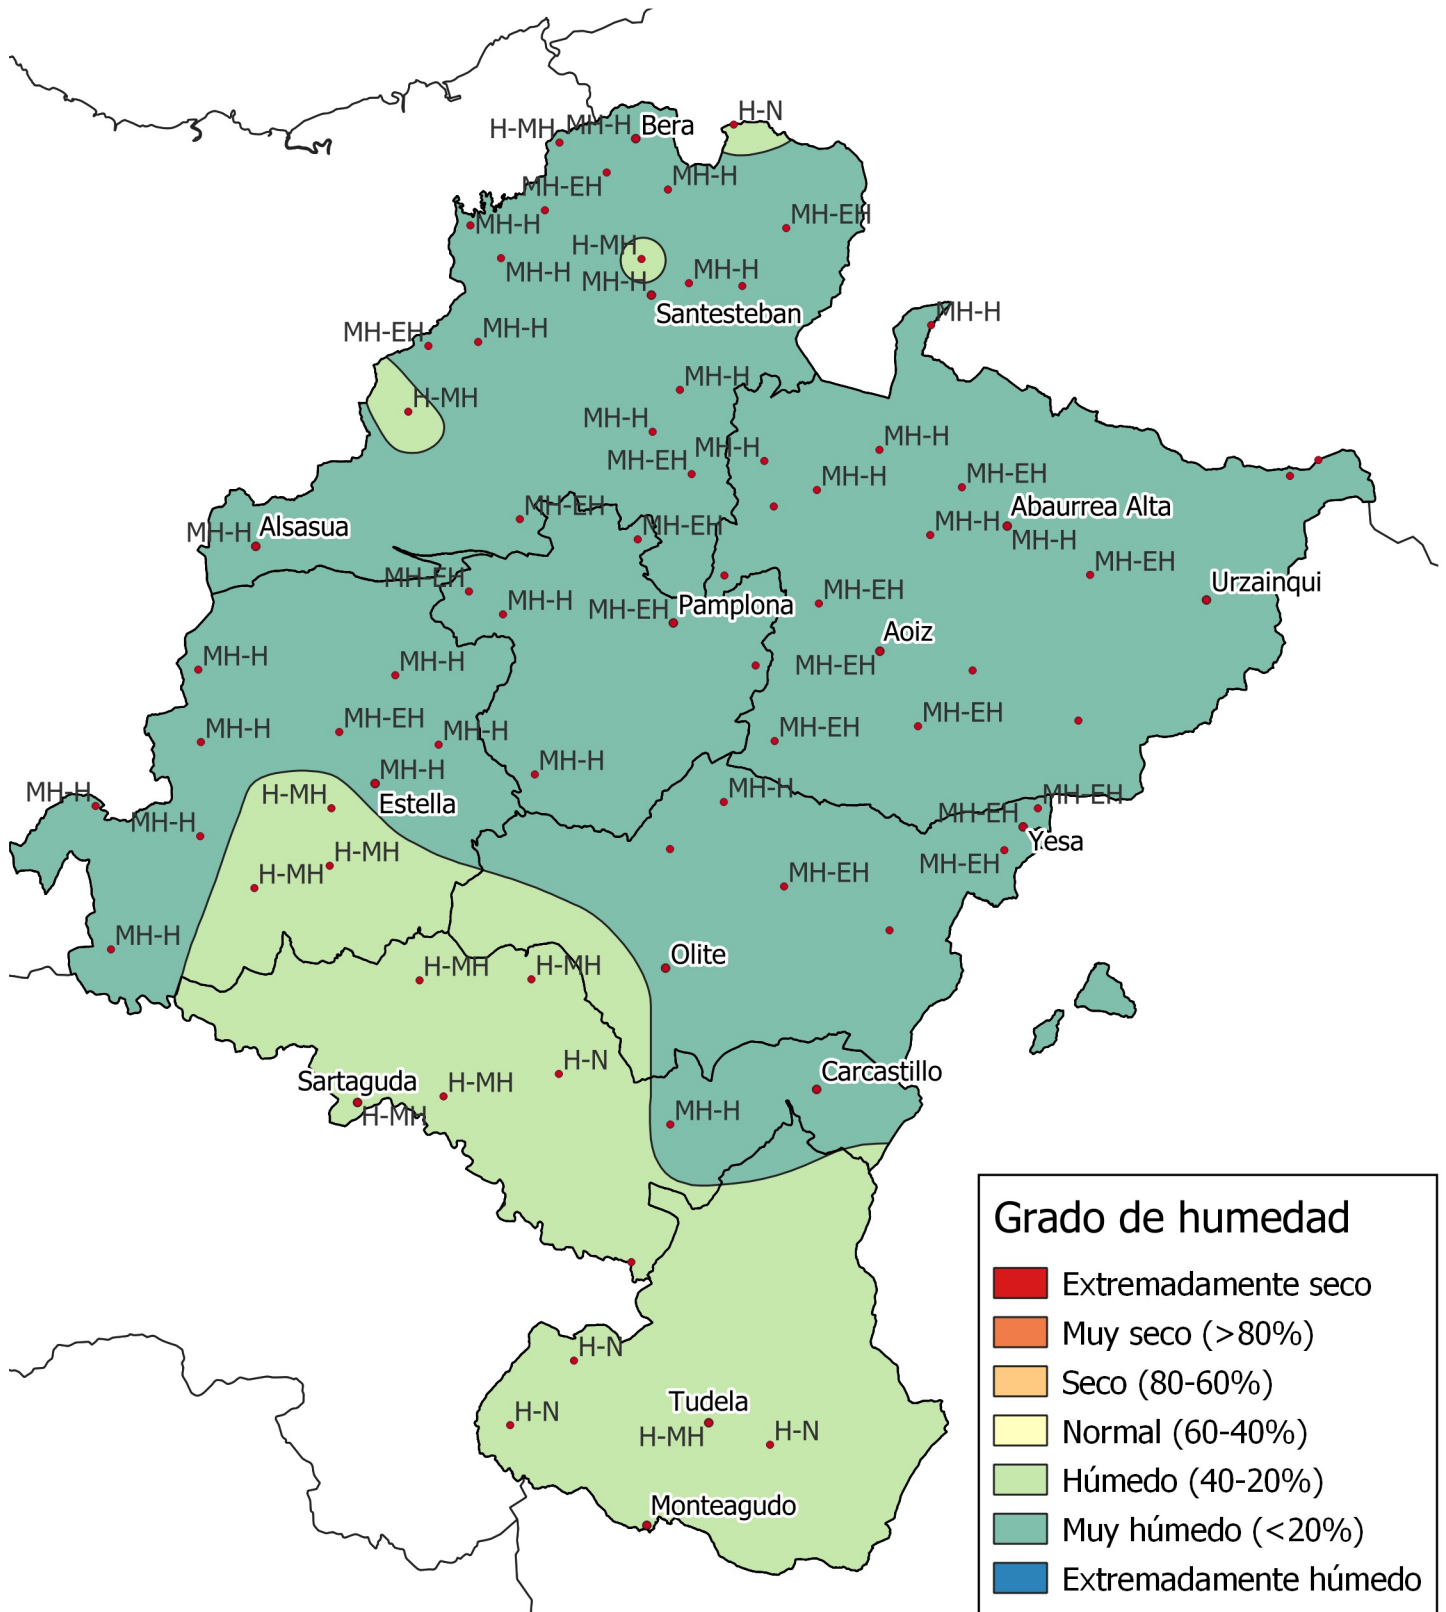 H-N
H-MH
MH-H
Bera
MH-EH
MH-H
MH-H
MH-EH
H-MH
MH-H
MH-H
MH-H
Santesteban
MH-H
MH-EH
MH-H
MH-H
H-MH
MH-H
MH-H
MH-H
MH-EH
MH-H
MH-EH
Abaurrea Alta
MH-EH
MH-H
MH-H
MH-EH
MH-H
Alsasua
MH-EH
MH-EH
Urzainqui
MH-H
MH-EH
Pamplona
MH-EH
Aoiz
MH-EH
MH-H
MH-H
MH-EH
MH-H
MH-EH
MH-H
MH-EH
MH-H
MH-H
Estella
MH-H
MH-H
H-MH
MH-H
MH-EH
MH-EH
Yesa
MH-EH
MH-H
H-MH
H-MH
MH-EH
MH-H
Olite
H-MH
H-MH
H-N
Carcastillo
Sartaguda
H-MH
H-MH
MH-H
H-N
H-N
Tudela
H-MH
H-N
Monteagudo
Grado de humedad
Extremadamente seco
Muy seco (>80%)
Seco (80-60%)
Normal (60-40%)
Húmedo (40-20%)
Muy húmedo (<20%)
Extremadamente húmedo